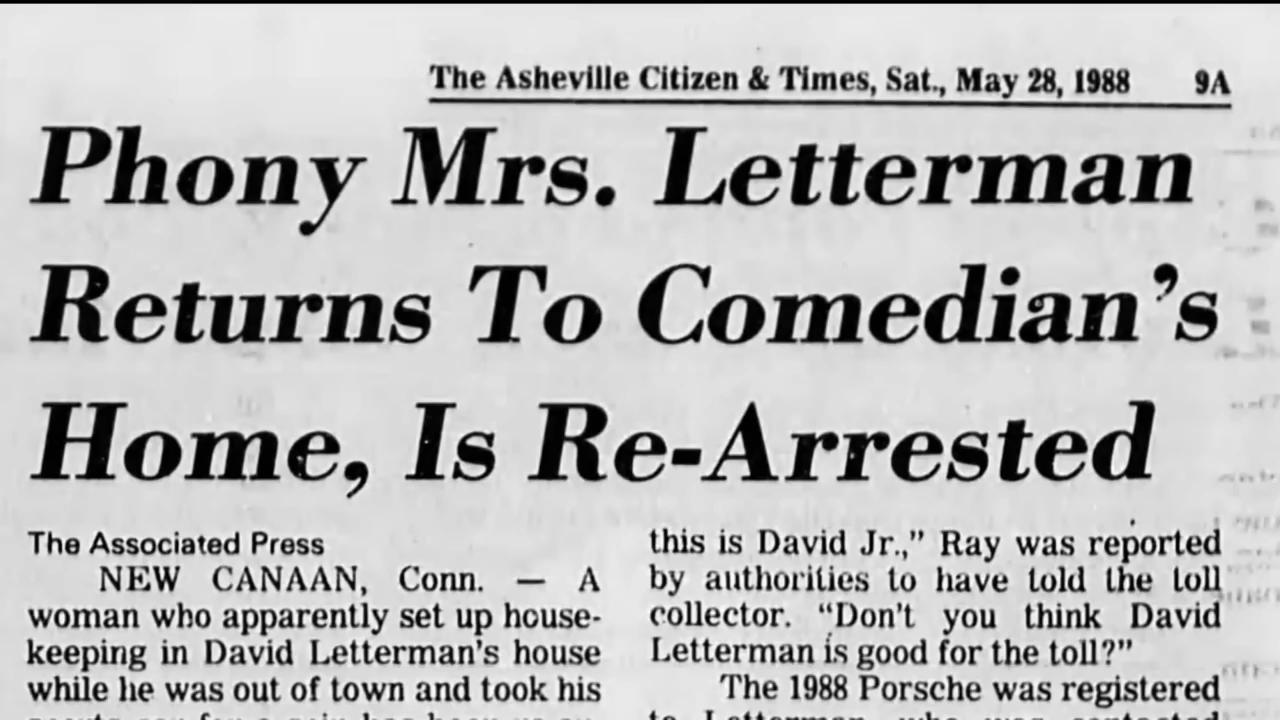 The Asheville Citizen & Times, Sat., May 28, 1988 9A
Phony Mrs. Letterman
Returns To Comedian's
Home, Is Re-Arrested
The Associated Press
NEW CANAAN, Conn. — A
woman who apparently set up house-
keeping in David Letterman's house
while he was out of town and took his
this is David Jr.," Ray was reported
by authorities to have told the toll
collector. "Don't you think David
Letterman is good for the toll?"
The 1988 Porsche was registered